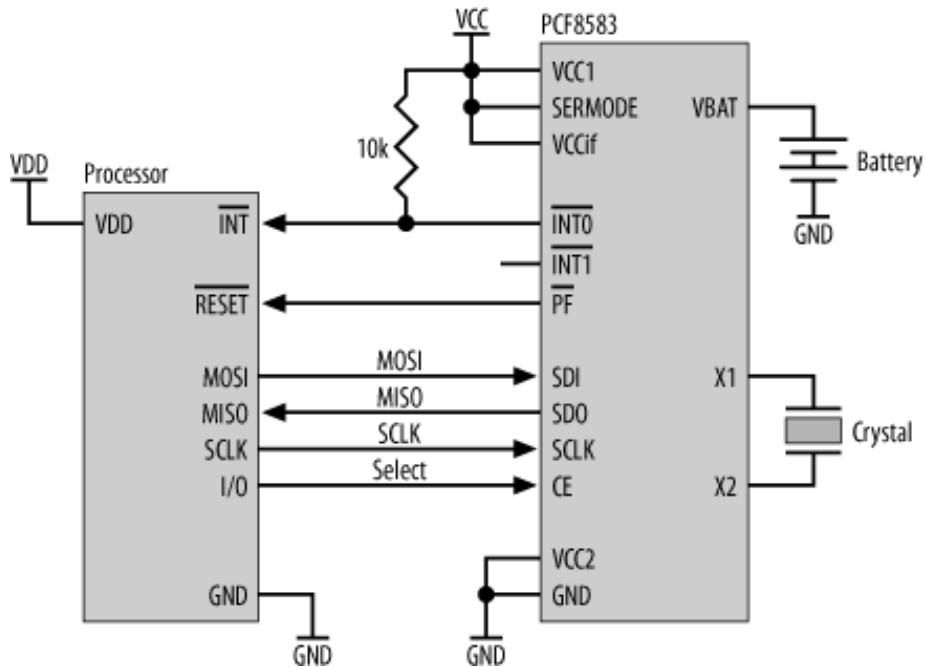 VCC
PCF8583
VCC1
SERMODE
VBAT
VCCif
10k
Battery
VDD
Processor
VDD
INT
INT0
GND
INT1
RESET
PF
MOSI
MOSI
SDI
X1
MISO
MISO
SDO
SCLK
SCLK
SCLK
Crystal
I/O
Select
CE
X2
VCC2
GND
GND
GND
GND